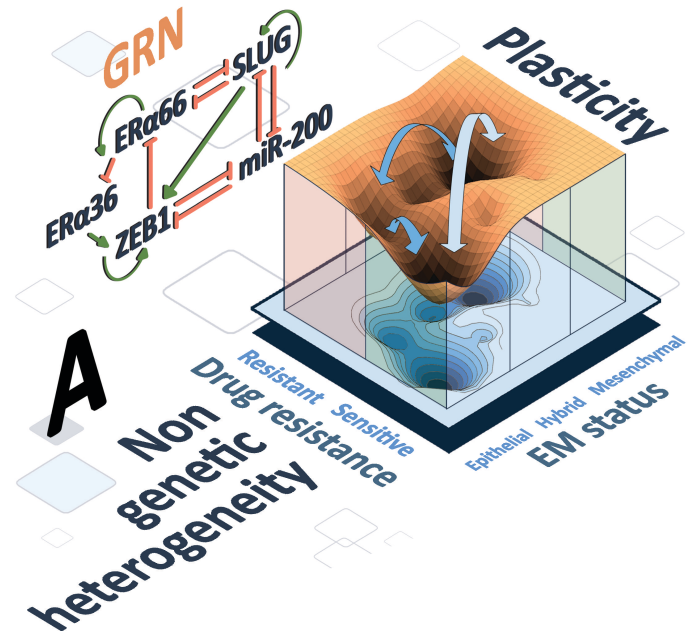 GRN
SLUG
ERα66
miR-200
ERα36
ZEB1
Plasticity
A
Non
genetic
heterogeneity
Resistant Sensitive
Drug resistance
Epithelial Hybrid Mesenchymal
EM status